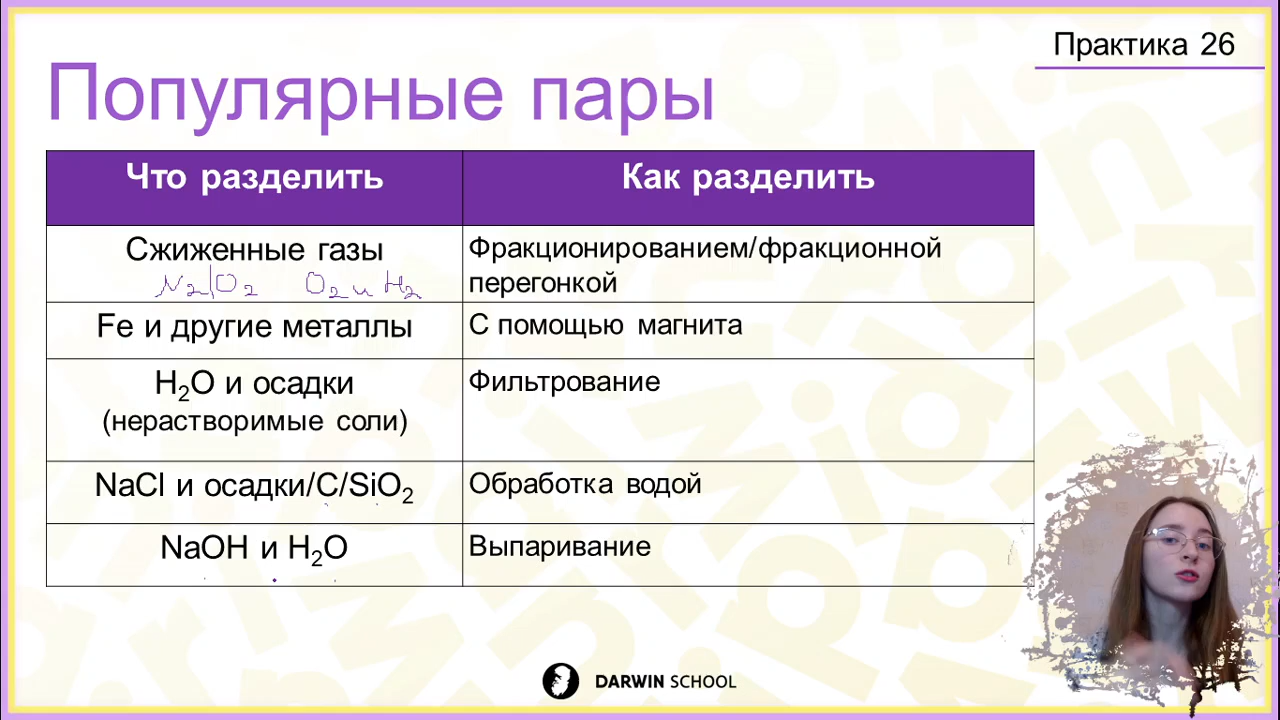 Практика 26
Популярные пары
Что разделить
Как разделить
Сжиженные газы
N₂|O₂ O₂ и H₂
Фракционированием/фракционной
перегонкой
Fe и другие металлы
С помощью магнита
H₂O и осадки
(нерастворимые соли)
Фильтрование
NaCl и осадки/C/SiO₂
Обработка водой
NaOH и H₂O
Выпаривание
DARWIN SCHOOL